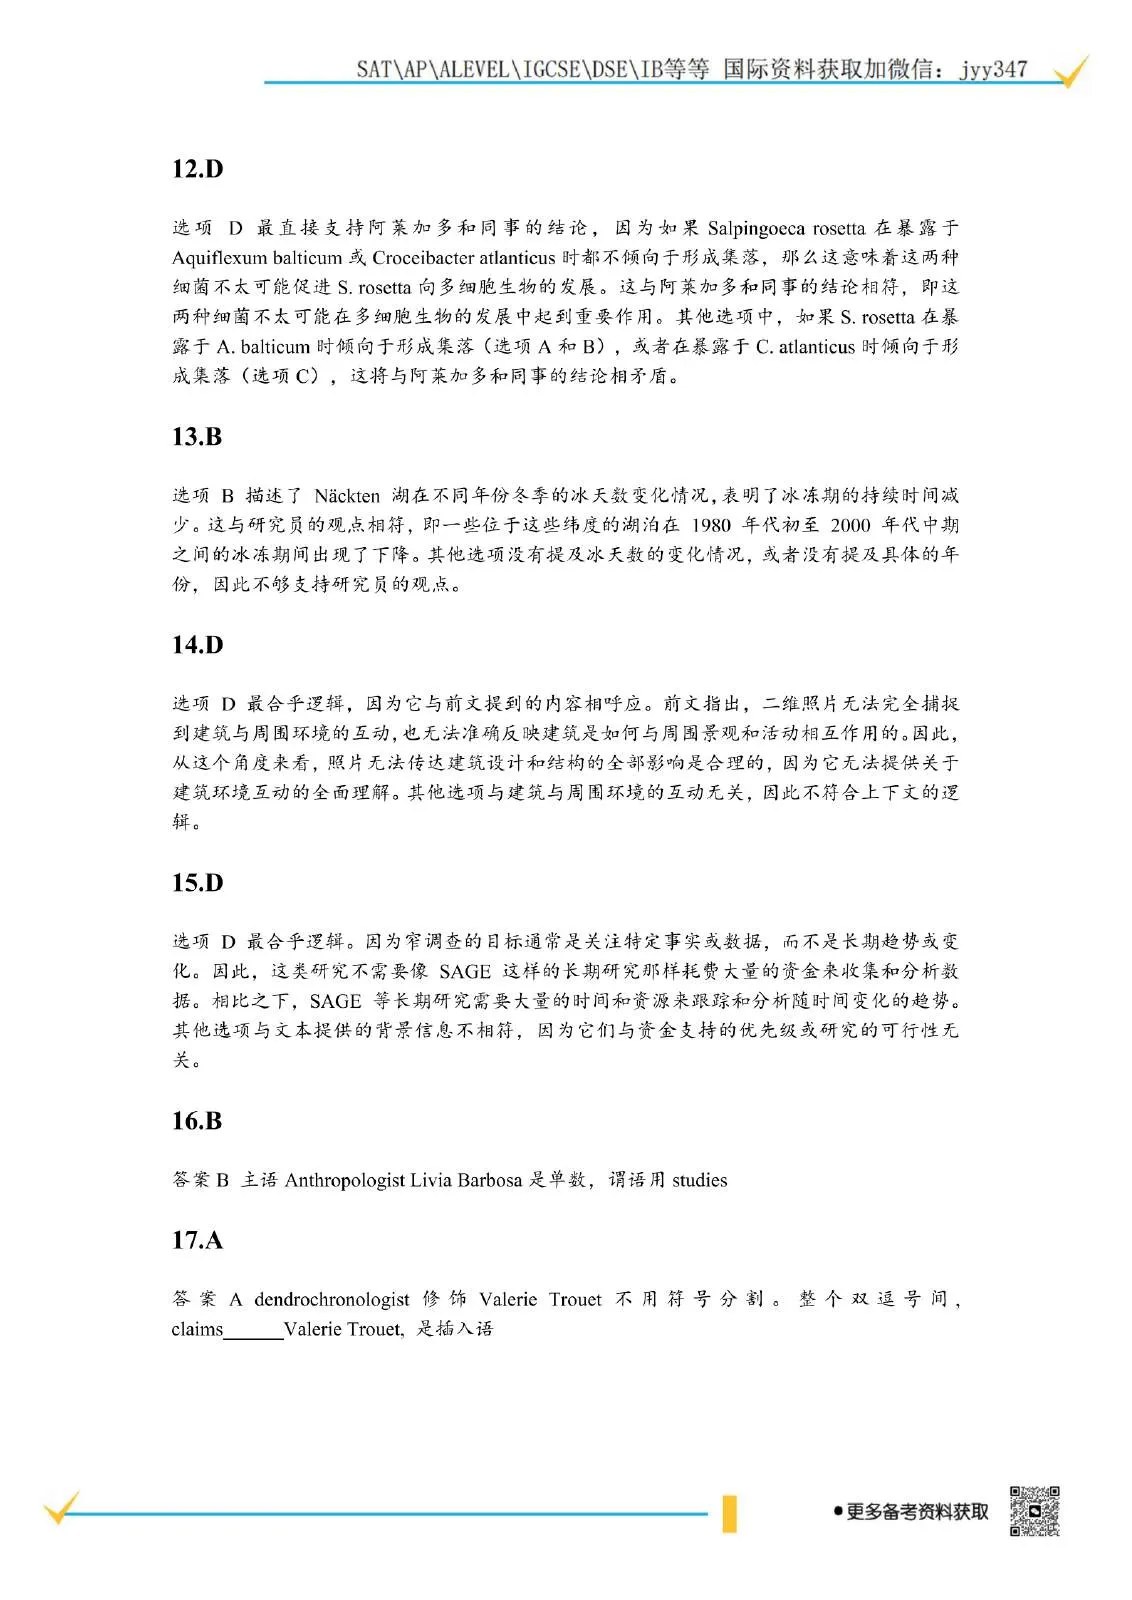 SAT\AP\ALEVEL\IGCSE\DSE\IB等等 国际资料获取加微信：jyy347
12.D
选项 D 最直接支持阿莱加多和同事的结论，因为如果 Salpingoeca rosetta 在暴露于
Aquiflexum balticum 或 Croceibacter atlanticus 时都不倾向于形成集落，那么这意味着这两种
细菌不太可能促进 S. rosetta 向多细胞生物的发展。这与阿莱加多和同事的结论相符，即这
两种细菌不太可能在多细胞生物的发展中起到重要作用。其他选项中，如果 S. rosetta 在暴
露于 A. balticum 时倾向于形成集落（选项 A 和 B），或者在暴露于 C. atlanticus 时倾向于形
成集落（选项 C），这将与阿莱加多和同事的结论相矛盾。
13.B
选项 B 描述了 Näckten 湖在不同年份冬季的冰天数变化情况，表明了冰冻期的持续时间减
少。这与研究员的观点相符，即一些位于这些纬度的湖泊在 1980 年代初至 2000 年代中期
之间的冰冻期间出现了下降。其他选项没有提及冰天数的变化情况，或者没有提及具体的年
份，因此不够支持研究员的观点。
14.D
选项 D 最合乎逻辑，因为它与前文提到的内容相呼应。前文指出，二维照片无法完全捕捉
到建筑与周围环境的互动，也无法准确反映建筑是如何与周围景观和活动相互作用的。因此，
从这个角度来看，照片无法传达建筑设计和结构的全部影响是合理的，因为它无法提供关于
建筑环境互动的全面理解。其他选项与建筑与周围环境的互动无关，因此不符合上下文的逻
辑。
15.D
选项 D 最合乎逻辑。因为窄调查的目标通常是关注特定事实或数据，而不是长期趋势或变
化。因此，这类研究不需要像 SAGE 这样的长期研究那样耗费大量的资金来收集和分析数
据。相比之下，SAGE 等长期研究需要大量的时间和资源来跟踪和分析随时间变化的趋势。
其他选项与文本提供的背景信息不相符，因为它们与资金支持的优先级或研究的可行性无
关。
16.B
答案 B 主语 Anthropologist Livia Barbosa 是单数，谓语用 studies
17.A
答案 A dendrochronologist 修饰 Valerie Trouet 不用符号分割。整个双逗号间，
claims______Valerie Trouet, 是插入语
●更多备考资料获取